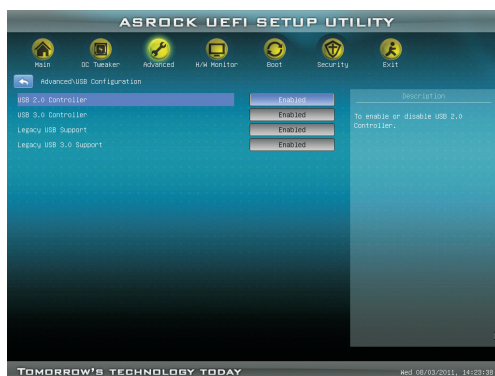 ASROCK UEFI SETUP UTILITY
Main OC Tweaker Advanced H/W Monitor Boot Security Exit
Advanced\USB Configuration
USB 2.0 Controller Enabled
USB 3.0 Controller Enabled
Legacy USB Support Enabled
Legacy USB 3.0 Support Enabled
Description
To enable or disable USB 2.0
Controller.
TOMORROW'S TECHNOLOGY TODAY
Wed 08/03/2011, 14:23:38